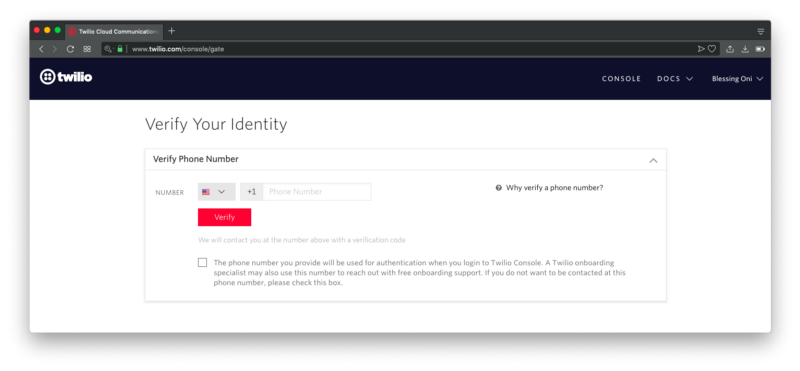 Twilio Cloud Communications
www.twilio.com/console/gate
twilio
CONSOLE DOCS Blessing Oni
Verify Your Identity
Verify Phone Number
NUMBER +1 Phone Number
Why verify a phone number?
Verify
We will contact you at the number above with a verification code
The phone number you provide will be used for authentication when you login to Twilio Console. A Twilio onboarding
specialist may also use this number to reach out with free onboarding support. If you do not want to be contacted at this
phone number, please check this box.